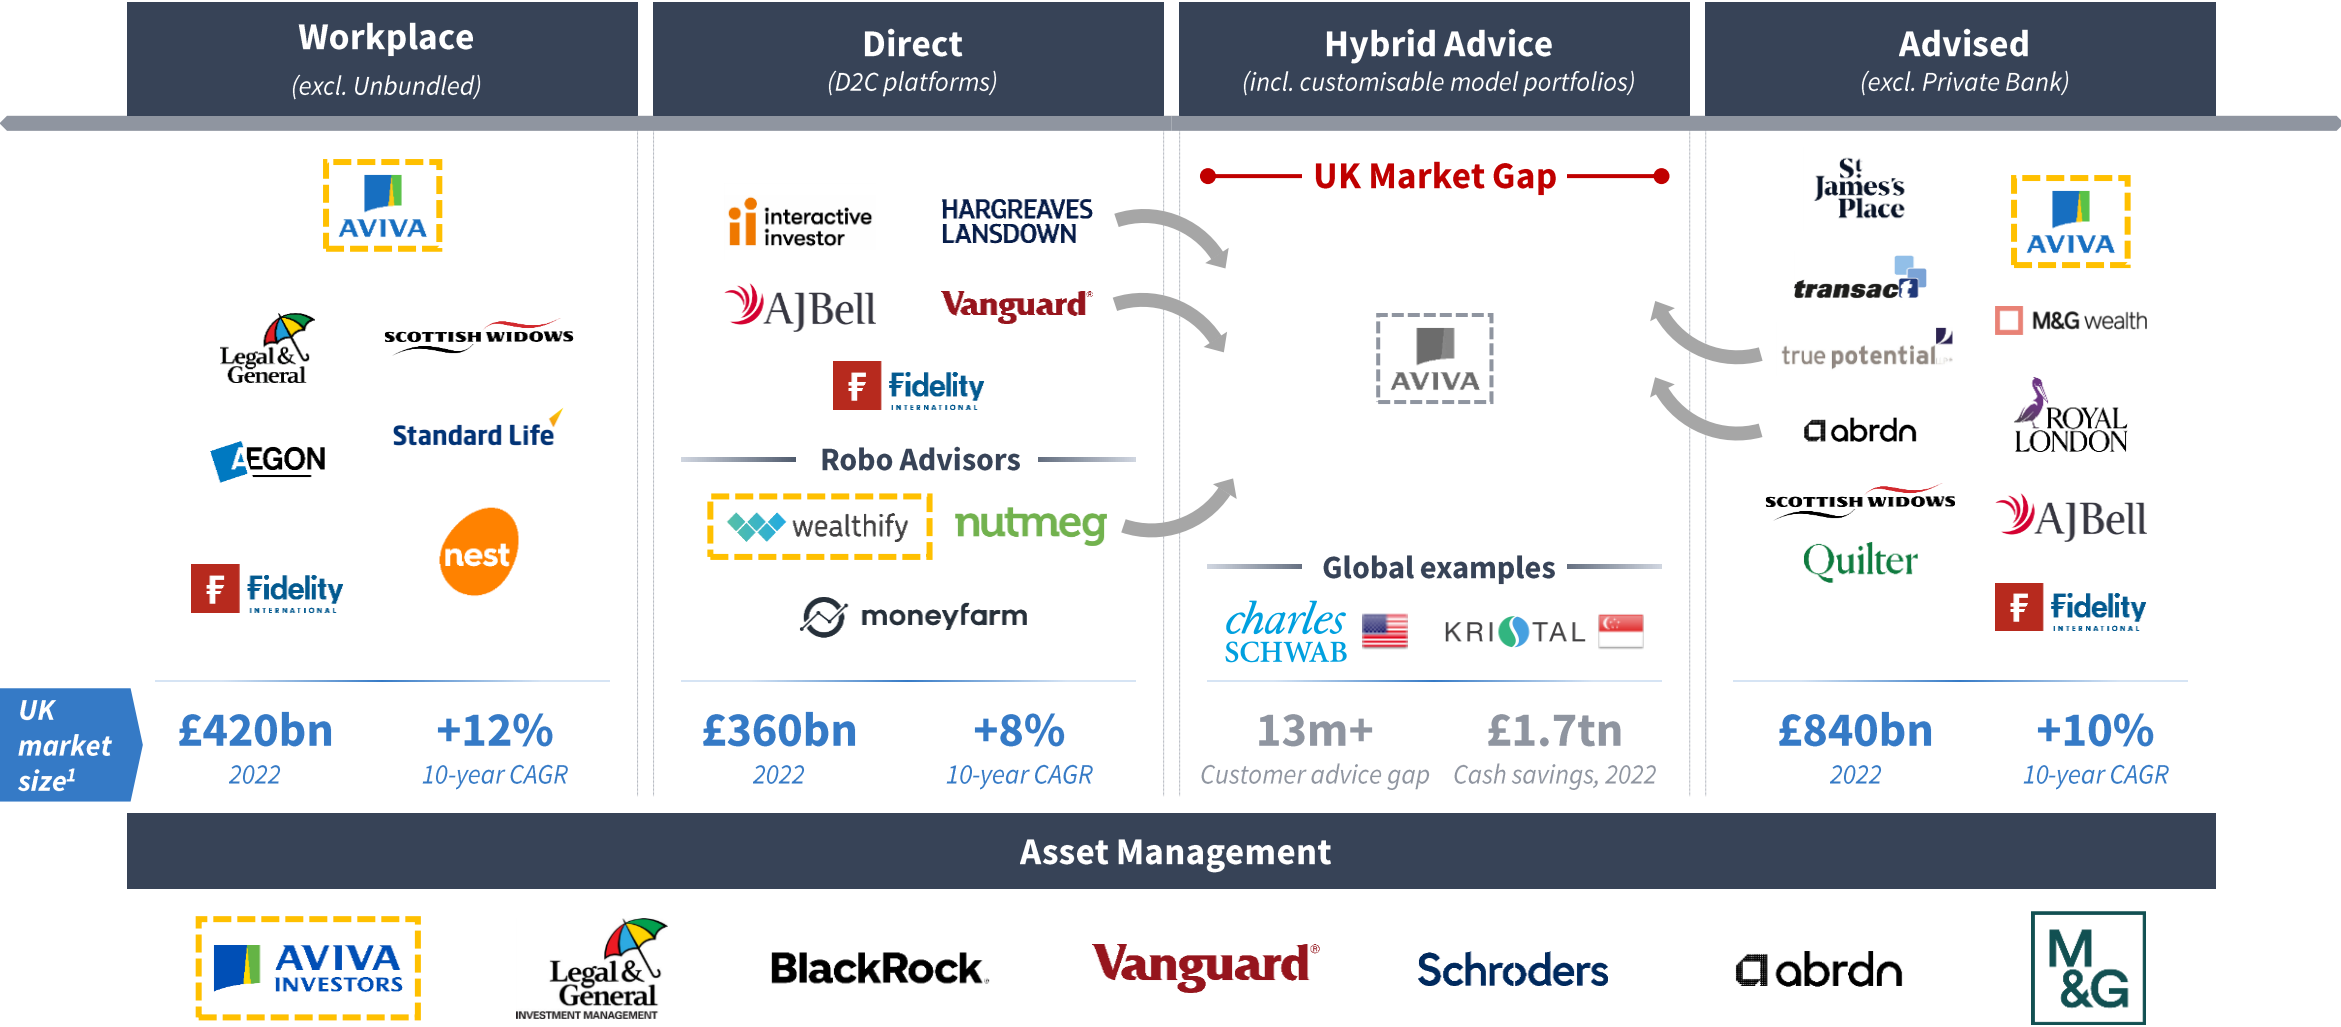 Workplace
(excl. Unbundled)
Direct
(D2C platforms)
Hybrid Advice
(incl. customisable model portfolios)
Advised
(excl. Private Bank)
AVIVA
Legal &
General
SCOTTISH WIDOWS
AEGON
Standard Life
nest
Fidelity
INTERNATIONAL
interactive
investor
HARGREAVES
LANSDOWN
AJBell
Vanguard®
Fidelity
INTERNATIONAL
Robo Advisors
wealthify
nutmeg
moneyfarm
UK Market Gap
AVIVA
Global examples
charles
SCHWAB
KRISTAL
St
James's
Place
AVIVA
transact
M&G wealth
true potential
abrdn
ROYAL
LONDON
SCOTTISH WIDOWS
AJBell
Quilter
Fidelity
INTERNATIONAL
UK
market
size¹
£420bn
2022
+12%
10-year CAGR
£360bn
2022
+8%
10-year CAGR
13m+
Customer advice gap
£1.7tn
Cash savings, 2022
£840bn
2022
+10%
10-year CAGR
Asset Management
AVIVA
INVESTORS
Legal &
General
INVESTMENT MANAGEMENT
BlackRock
Vanguard®
Schroders
abrdn
M
&G